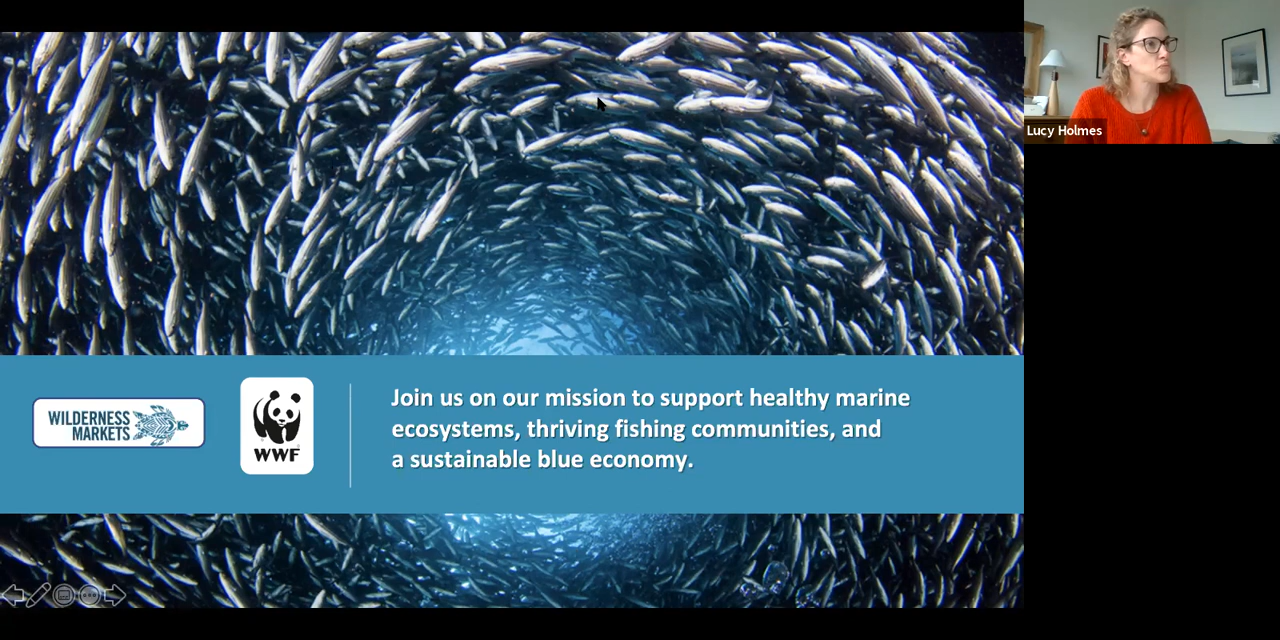 Lucy Holmes
WILDERNESS
MARKETS
WWF
Join us on our mission to support healthy marine
ecosystems, thriving fishing communities, and
a sustainable blue economy.